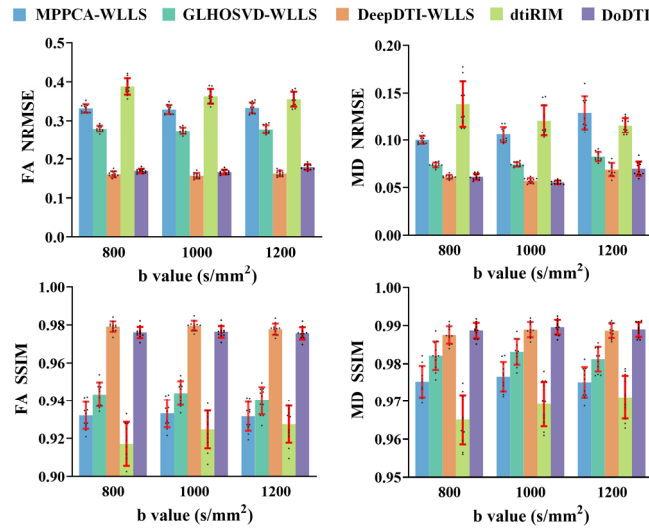 MPPCA-WLLS GLHOSVD-WLLS DeepDTI-WLLS dtiRIM DoDTI
FA NRMSE
0.5
0.4
0.3
0.2
0.1
0.0
800 1000 1200
b value (s/mm²)
MD NRMSE
0.20
0.15
0.10
0.05
0.00
800 1000 1200
b value (s/mm²)
FA SSIM
1.00
0.98
0.96
0.94
0.92
0.90
800 1000 1200
b value (s/mm²)
MD SSIM
1.00
0.99
0.98
0.97
0.96
0.95
800 1000 1200
b value (s/mm²)